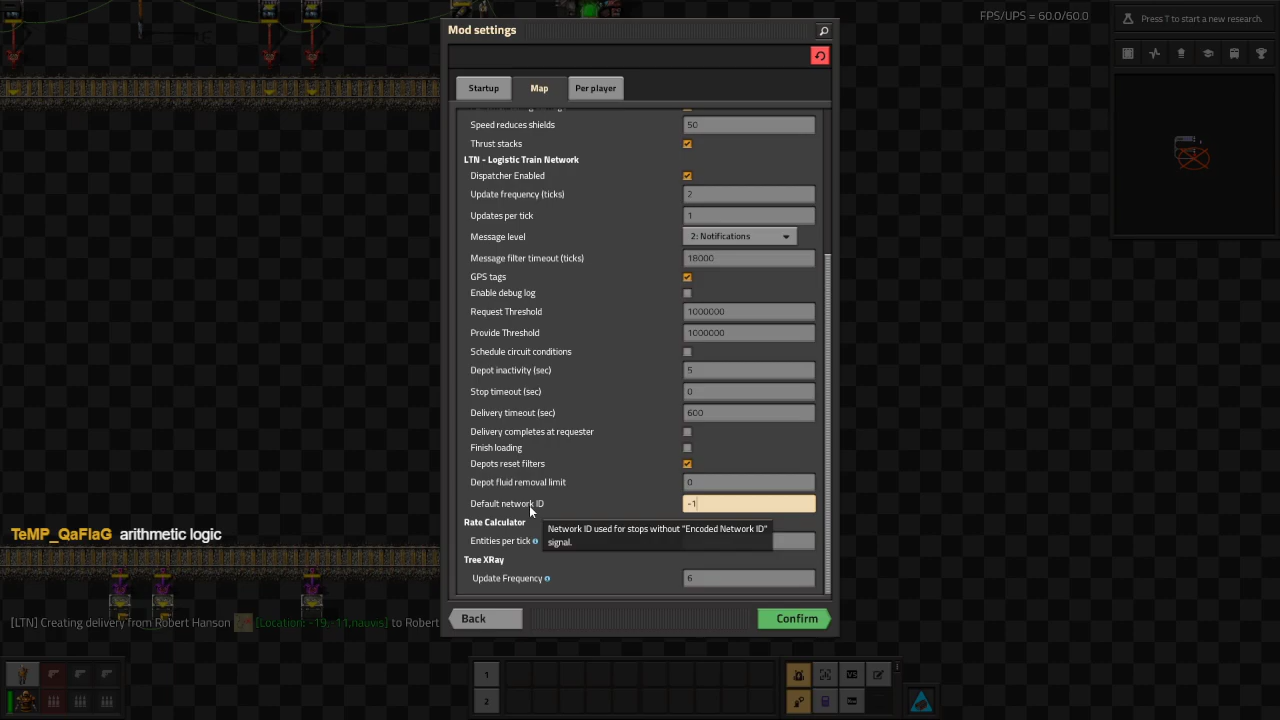 FPS/UPS = 60.0/60.0
Press T to start a new research.
Mod settings
Startup
Map
Per player
Speed reduces shields 50
Thrust stacks
LTN - Logistic Train Network
Dispatcher Enabled
Update frequency (ticks) 2
Updates per tick 1
Message level 2: Notifications
Message filter timeout (ticks) 18000
GPS tags
Enable debug log
Request Threshold 1000000
Provide Threshold 1000000
Schedule circuit conditions
Depot inactivity (sec) 5
Stop timeout (sec) 0
Delivery timeout (sec) 600
Delivery completes at requester
Finish loading
Depots reset filters
Depot fluid removal limit 0
Default network ID -1
Rate Calculator
Network ID used for stops without "Encoded Network ID"
signal.
Entities per tick
Tree XRay
Update Frequency 6
Back
Confirm
TeMP_QaFlaG arithmetic logic
[LTN] Creating delivery from Robert Hanson [Location: -19,-11,nauvis] to Robert
1
2